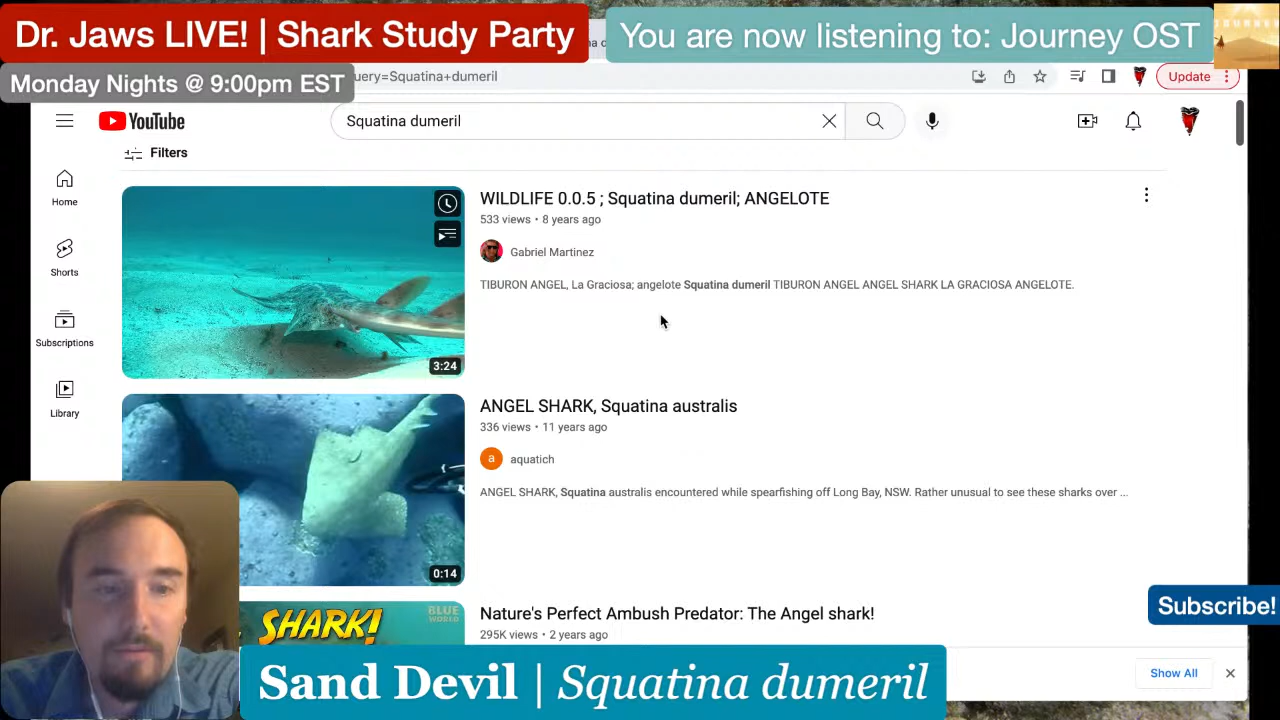 Dr. Jaws LIVE! | Shark Study Party
You are now listening to: Journey OST
Monday Nights @ 9:00pm EST
uery=Squatina+dumeril
Update
YouTube
Squatina dumeril
Filters
Home
Shorts
Subscriptions
Library
WILDLIFE 0.0.5 ; Squatina dumeril; ANGELOTE
533 views • 8 years ago
Gabriel Martinez
TIBURON ANGEL, La Graciosa; angelote Squatina dumeril TIBURON ANGEL ANGEL SHARK LA GRACIOSA ANGELOTE.
3:24
ANGEL SHARK, Squatina australis
336 views • 11 years ago
a aquatich
ANGEL SHARK, Squatina australis encountered while spearfishing off Long Bay, NSW. Rather unusual to see these sharks over ...
0:14
SHARK!
BLUE
WORLD
Nature's Perfect Ambush Predator: The Angel shark!
295K views • 2 years ago
Subscribe!
Sand Devil | Squatina dumeril
Show All